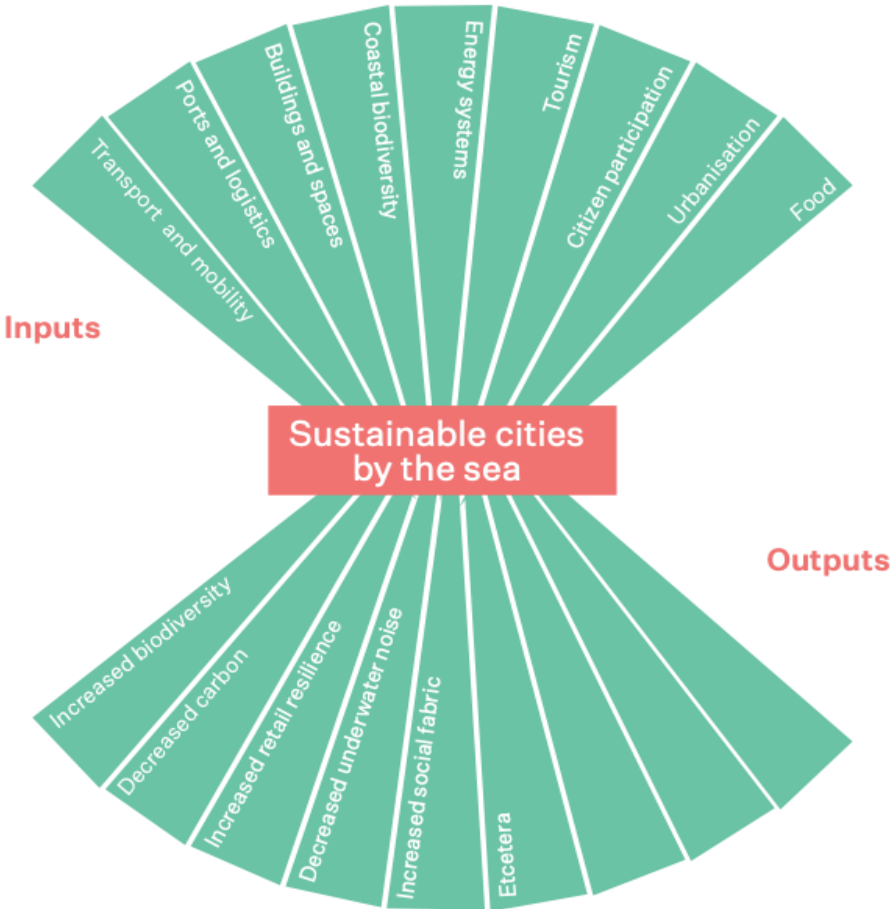 Transport and mobility
Ports and logistics
Buildings and spaces
Coastal biodiversity
Energy systems
Tourism
Citizen participation
Urbanisation
Food
Inputs
Sustainable cities
by the sea
Outputs
Increased biodiversity
Decreased carbon
Increased retail resilience
Decreased underwater noise
Increased social fabric
Etcetera